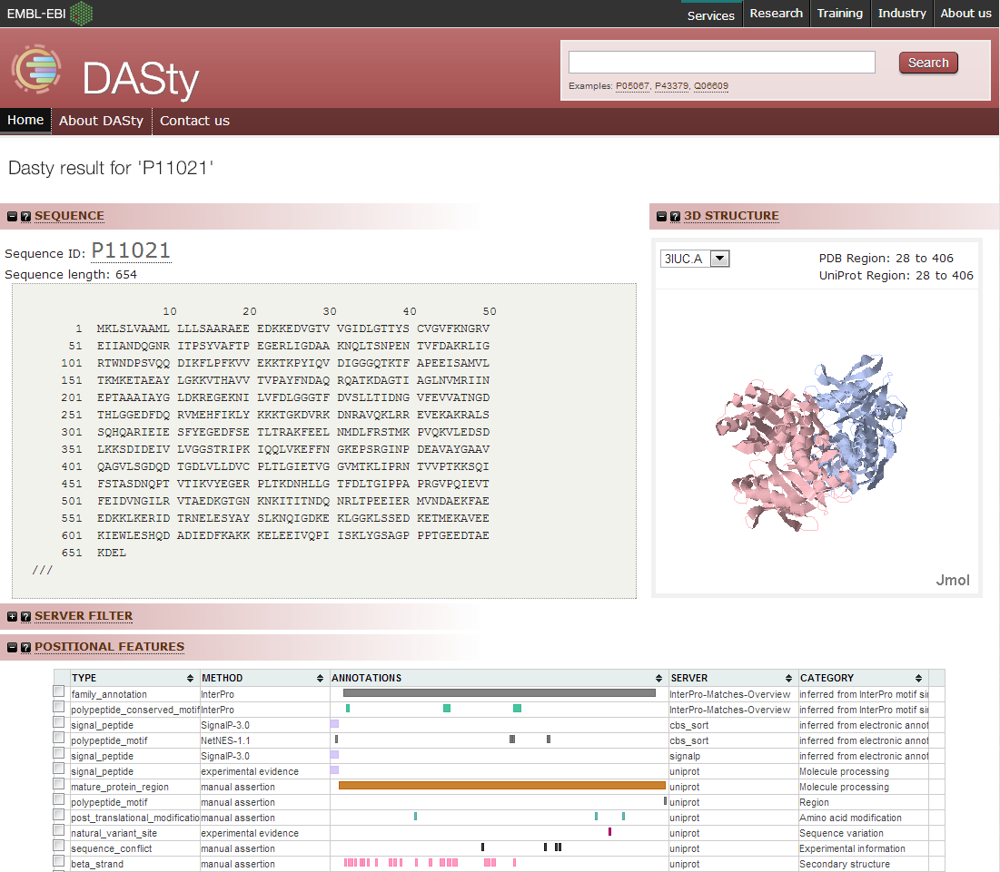 EMBL-EBI Services Research Training Industry About us
DASty
Search
Examples: P05067, P43379, Q06609
Home About DASty Contact us
Dasty result for 'P11021'
- ? SEQUENCE
Sequence ID: P11021
Sequence length: 654
10 20 30 40 50
1 MKLSLVAAML LLLSAARAEE EDKKEDVGTV VGIDLGTTYS CVGVFKNGRV
51 EIIANDQGNR ITPSYVAFTP EGERLIGDAA KNQLTSNPEN TVFDAKRLIG
101 RTWNDPSVQQ DIKFLPFKVV EKKTKPYIQV DIGGGQTKTF APEEISAMVL
151 TKMKETAEAY LGKKVTHAVV TVPAYFNDAQ RQATKDAGTI AGLNVMRIIN
201 EPTAAAIAYG LDKREGEKNI LVFDLGGGTF DVSLLTIDNG VFEVVATNGD
251 THLGGEDFDQ RVMEHFIKLY KKKTGKDVRK DNRAVQKLRR EVEKAKRALS
301 SQHQARIEIE SFYEGEDFSE TLTRAKFEEL NMDLFRSTMK PVQKVLEDSD
351 LKKSDIDEIV LVGGSTRIPK IQQLVKEFFN GKEPSRGINP DEAVAYGAAV
401 QAGVLSGDQD TGDLVLLDVC PLTLGIETVG GVMTKLIPRN TVVPTKKSQI
451 FSTASDNQPT VTIKVYEGER PLTKDNHLLG TFDLTGIPPA PRGVPQIEVT
501 FEIDVNGILR VTAEDKGTGN KNKITITNDQ NRLTPEEIER MVNDAEKFAE
551 EDKKLKERID TRNELESYAY SLKNQIGDKE KLGGKLSSED KETMEKAVEE
601 KIEWLESHQD ADIEDFKAKK KELEEIVQPI ISKLYGSAGP PPTGEEDTAE
651 KDEL
///
- ? 3D STRUCTURE
3IUC.A
PDB Region: 28 to 406
UniProt Region: 28 to 406
Jmol
+ ? SERVER FILTER
- ? POSITIONAL FEATURES
TYPE METHOD ANNOTATIONS SERVER CATEGORY
family_annotation InterPro InterPro-Matches-Overview inferred from InterPro motif si
polypeptide_conserved_motif InterPro InterPro-Matches-Overview inferred from InterPro motif si
signal_peptide SignalP-3.0 cbs_sort inferred from electronic annot
polypeptide_motif NetNES-1.1 cbs_sort inferred from electronic annot
signal_peptide SignalP-3.0 signalp inferred from electronic annot
signal_peptide experimental evidence uniprot Molecule processing
mature_protein_region manual assertion uniprot Molecule processing
polypeptide_motif manual assertion uniprot Region
post_translational_modificatio manual assertion uniprot Amino acid modification
natural_variant_site experimental evidence uniprot Sequence variation
sequence_conflict manual assertion uniprot Experimental information
beta_strand manual assertion uniprot Secondary structure